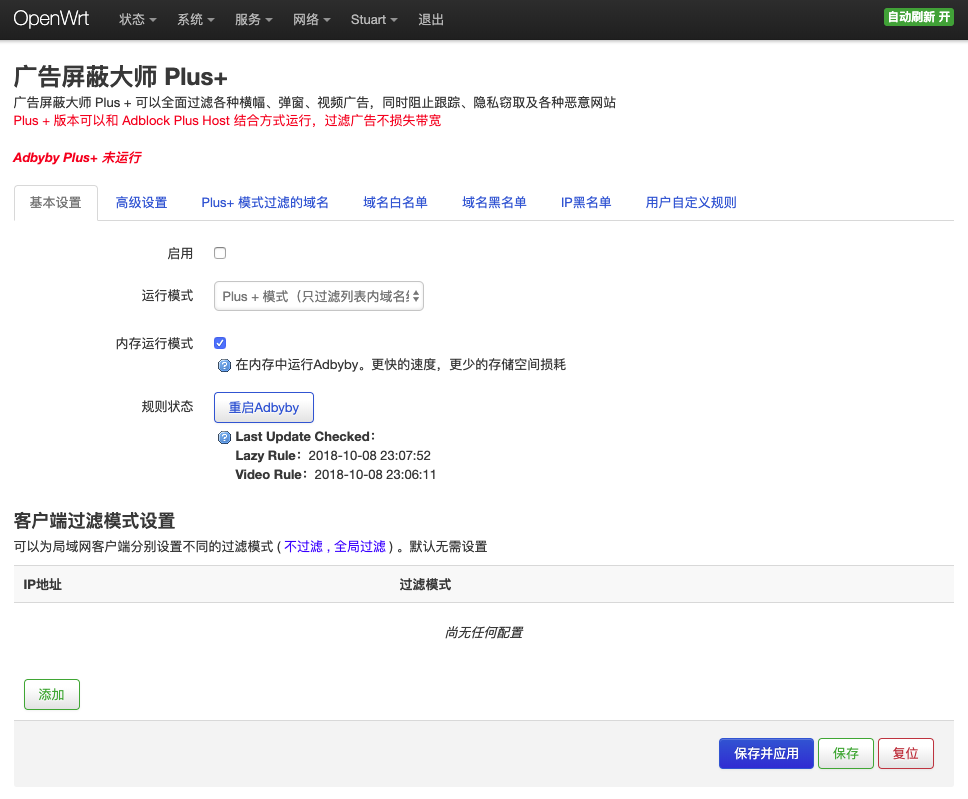 OpenWrt 状态 系统 服务 网络 Stuart 退出 自动刷新 开
广告屏蔽大师 Plus+
广告屏蔽大师 Plus + 可以全面过滤各种横幅、弹窗、视频广告，同时阻止跟踪、隐私窃取及各种恶意网站
Plus + 版本可以和 Adblock Plus Host 结合方式运行，过滤广告不损失带宽
Adbyby Plus+ 未运行
基本设置 高级设置 Plus+ 模式过滤的域名 域名白名单 域名黑名单 IP黑名单 用户自定义规则
启用
运行模式 Plus + 模式（只过滤列表内域名
内存运行模式
在内存中运行Adbyby。更快的速度，更少的存储空间损耗
规则状态 重启Adbyby
Last Update Checked：
Lazy Rule：2018-10-08 23:07:52
Video Rule：2018-10-08 23:06:11
客户端过滤模式设置
可以为局域网客户端分别设置不同的过滤模式 ( 不过滤 , 全局过滤 ) 。默认无需设置
IP地址 过滤模式
尚无任何配置
添加
保存并应用 保存 复位